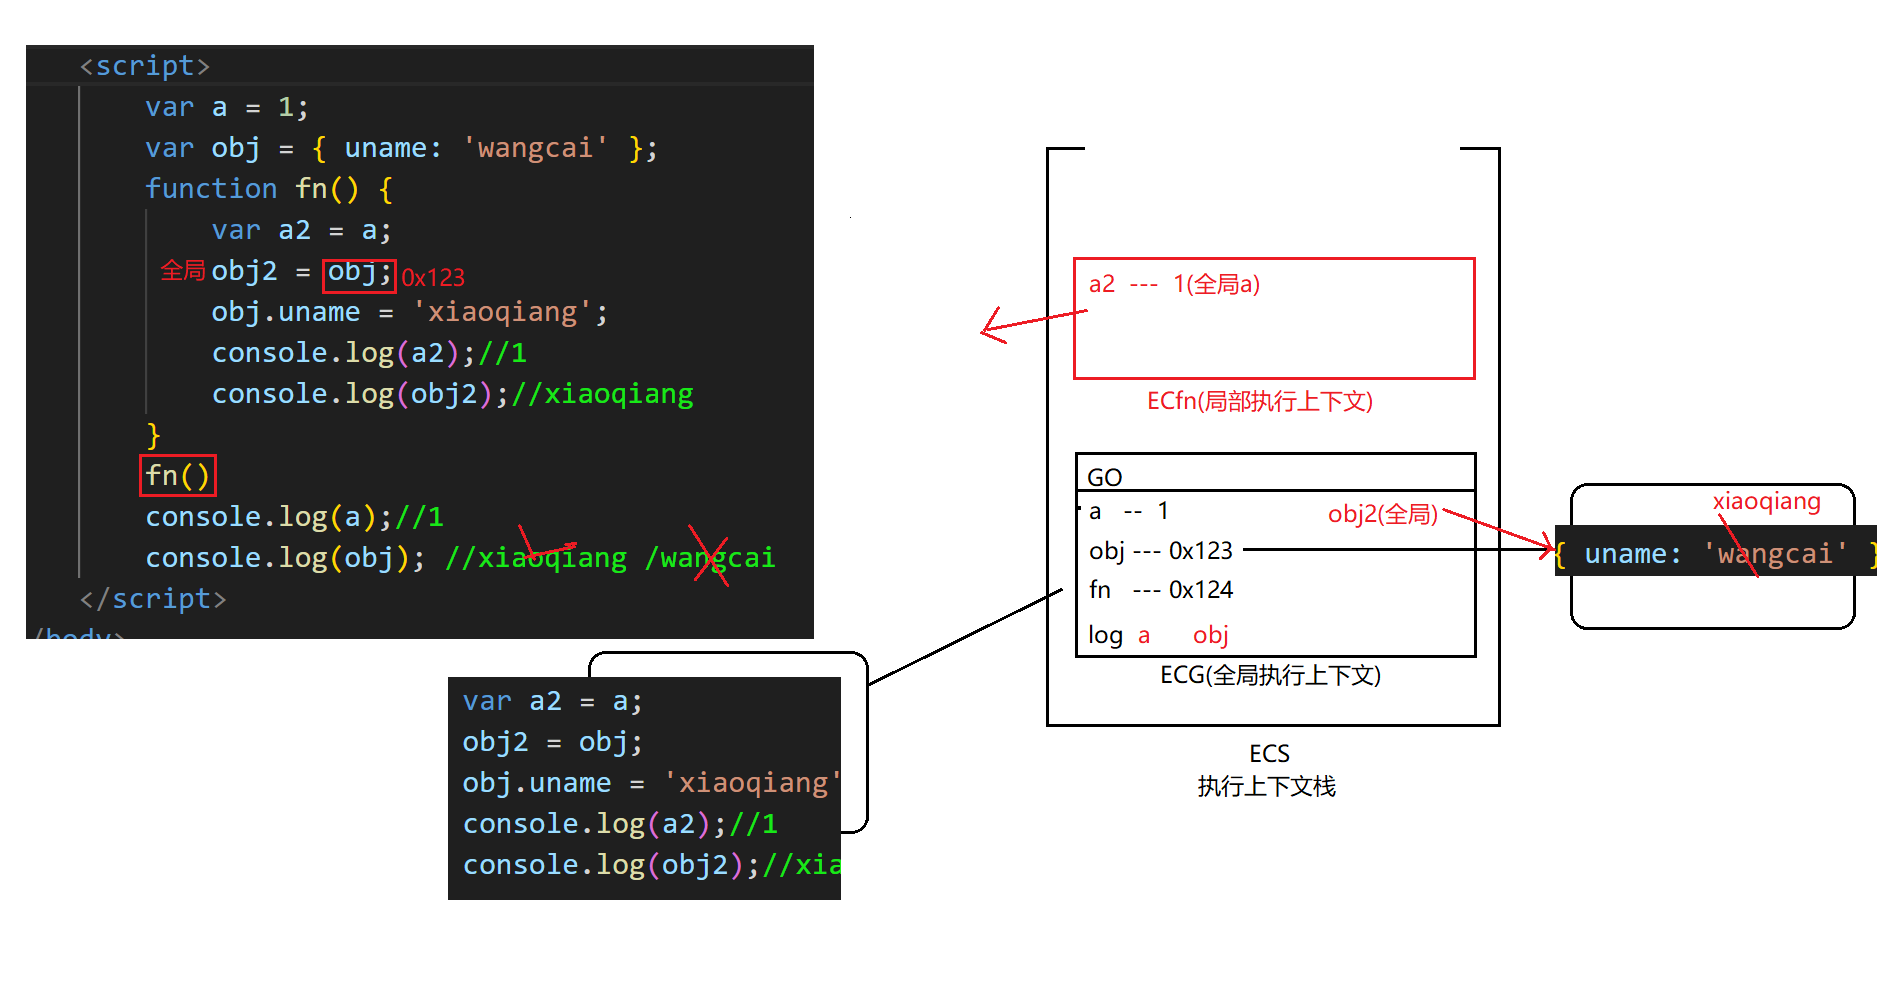 <script>
var a = 1;
var obj = { uname: 'wangcai' };
function fn() {
var a2 = a;
全局 obj2 = obj; 0x123
obj.uname = 'xiaoqiang';
console.log(a2);//1
console.log(obj2);//xiaoqiang
}
fn()
console.log(a);//1
console.log(obj); //xiaoqiang /wangcai
</script>
/body>
var a2 = a;
obj2 = obj;
obj.uname = 'xiaoqiang'
console.log(a2);//1
console.log(obj2);//xia
a2 --- 1(全局a)
ECfn(局部执行上下文)
GO
a -- 1
obj2(全局)
obj --- 0x123
fn --- 0x124
log a obj
ECG(全局执行上下文)
ECS
执行上下文栈
xiaoqiang
{ uname: 'wangcai' }